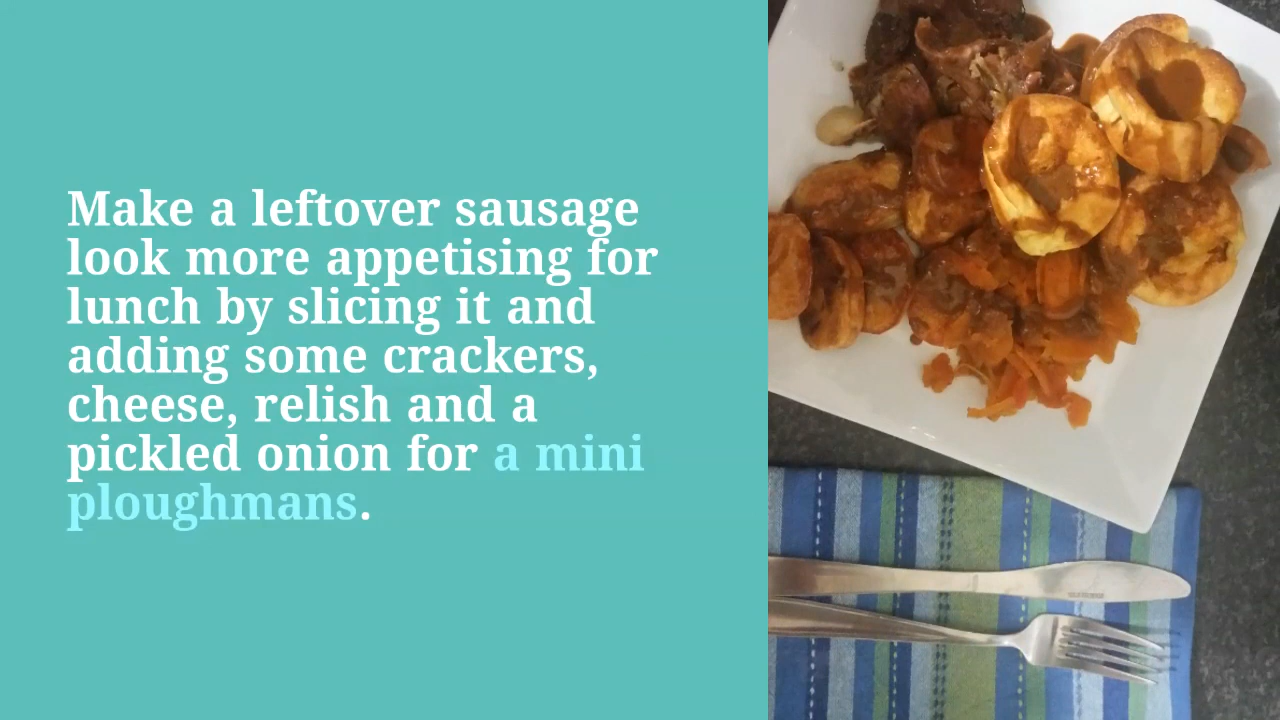 Make a leftover sausage
look more appetising for
lunch by slicing it and
adding some crackers,
cheese, relish and a
pickled onion for a mini
ploughmans.